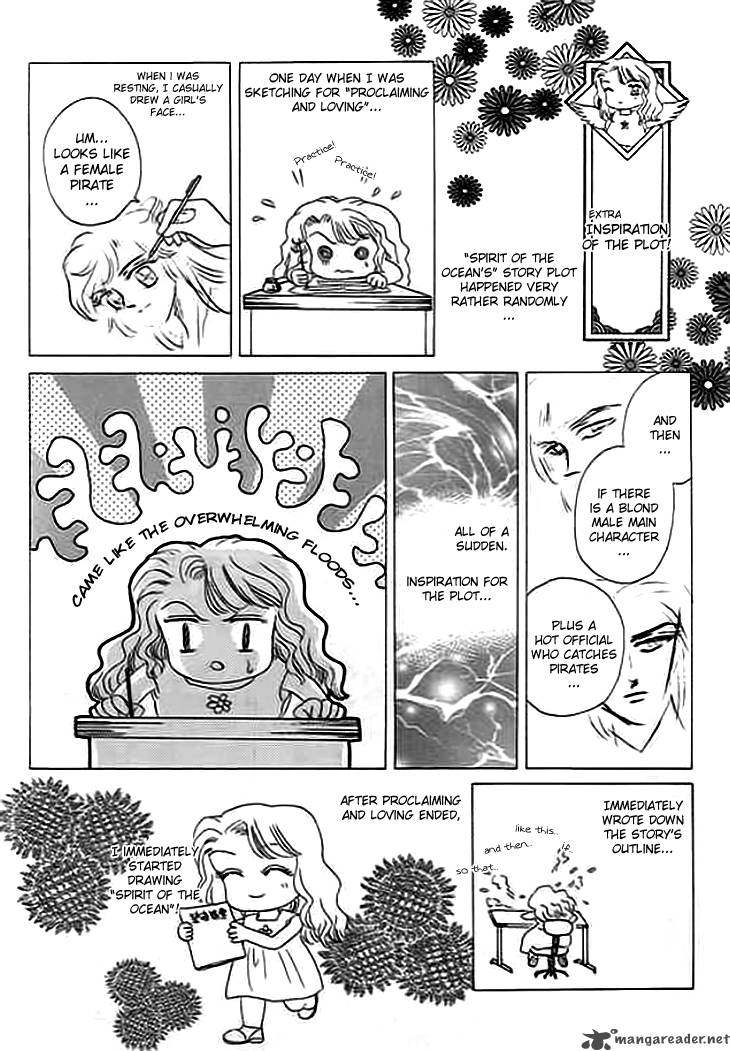 EXTRA
INSPIRATION
OF THE PLOT!
"SPIRIT OF THE
OCEAN'S" STORY PLOT
HAPPENED VERY
RATHER RANDOMLY
...
ONE DAY WHEN I WAS
SKETCHING FOR "PROCLAIMING
AND LOVING"...
Practice!
Practice!
WHEN I WAS
RESTING, I CASUALLY
DREW A GIRL'S
FACE...
UM...
LOOKS LIKE
A FEMALE
PIRATE
...
AND
THEN
...
IF THERE
IS A BLOND
MALE MAIN
CHARACTER
...
PLUS A
HOT OFFICIAL
WHO CATCHES
PIRATES
...
ALL OF A
SUDDEN.
INSPIRATION FOR
THE PLOT...
CAME LIKE THE OVERWHELMING FLOODS...
IMMEDIATELY
WROTE DOWN
THE STORY'S
OUTLINE...
if..
like this..
and then..
so that..
AFTER PROCLAIMING
AND LOVING ENDED,
I IMMEDIATELY
STARTED
DRAWING
"SPIRIT OF THE
OCEAN"!
mangareader.net